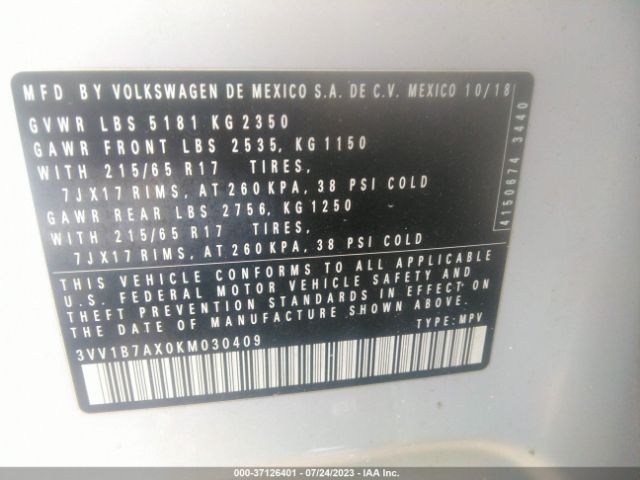 MFD BY VOLKSWAGEN DE MEXICO S.A. DE C.V. MEXICO 10/18
GVWR LBS 5181 KG 2350
GAWR FRONT LBS 2535, KG 1150
WITH 215/65 R17 TIRES,
7JX17 RIMS, AT 260 KPA, 38 PSI COLD
GAWR REAR LBS 2756, KG 1250
WITH 215/65 R17 TIRES,
7JX17 RIMS, AT 260 KPA, 38 PSI COLD
THIS VEHICLE CONFORMS TO ALL APPLICABLE
U.S. FEDERAL MOTOR VEHICLE SAFETY AND
THEFT PREVENTION STANDARDS IN EFFECT ON
THE DATE OF MANUFACTURE SHOWN ABOVE.
3VV1B7AX0KM030409 TYPE: MPV
4150674 3440
000-37126401 - 07/24/2023 - IAA Inc.